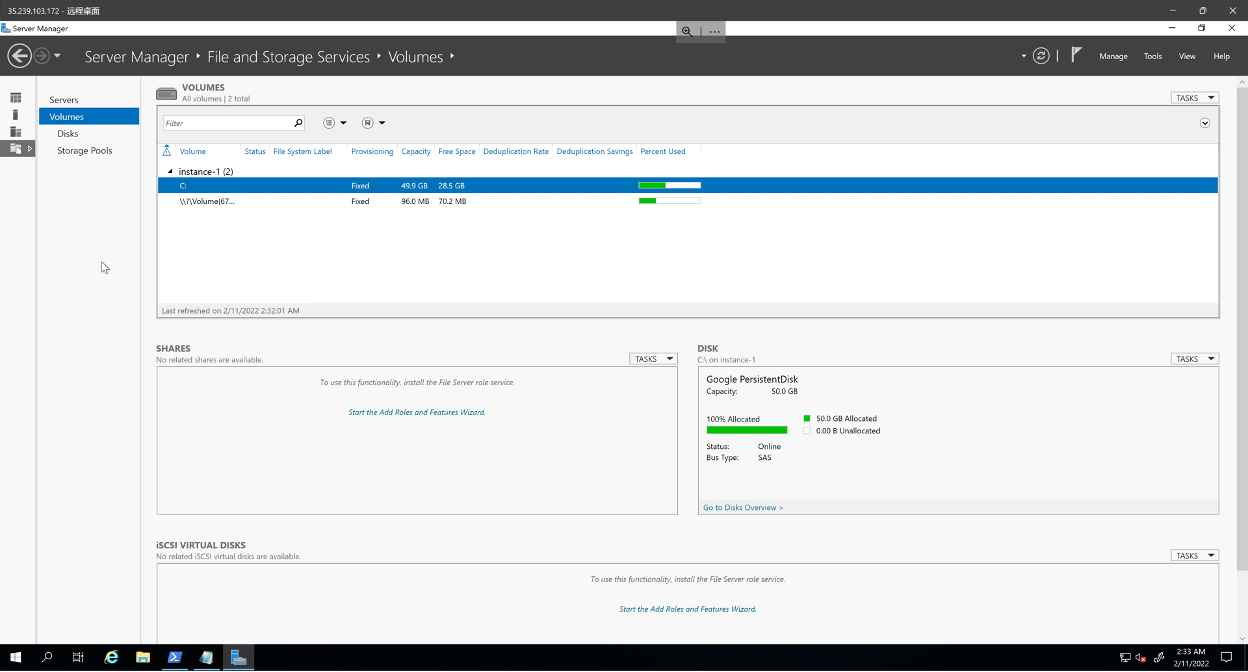 35.239.103.172 - 远程桌面
Server Manager
Server Manager File and Storage Services Volumes
Manage Tools View Help
Servers
Volumes
Disks
Storage Pools
VOLUMES
All volumes | 2 total
TASKS
Filter
Volume Status File System Label Provisioning Capacity Free Space Deduplication Rate Deduplication Savings Percent Used
instance-1 (2)
C: Fixed 49.9 GB 28.5 GB
\\?\Volume{67... Fixed 96.0 MB 70.2 MB
Last refreshed on 2/11/2022 2:32:01 AM
SHARES
No related shares are available.
TASKS
To use this functionality, install the File Server role service.
Start the Add Roles and Features Wizard.
DISK
C:\ on instance-1
TASKS
Google PersistentDisk
Capacity: 50.0 GB
100% Allocated
50.0 GB Allocated
0.00 B Unallocated
Status: Online
Bus Type: SAS
Go to Disks Overview >
iSCSI VIRTUAL DISKS
No related iSCSI virtual disks are available.
TASKS
To use this functionality, install the File Server role service.
Start the Add Roles and Features Wizard.
2:33 AM
2/11/2022